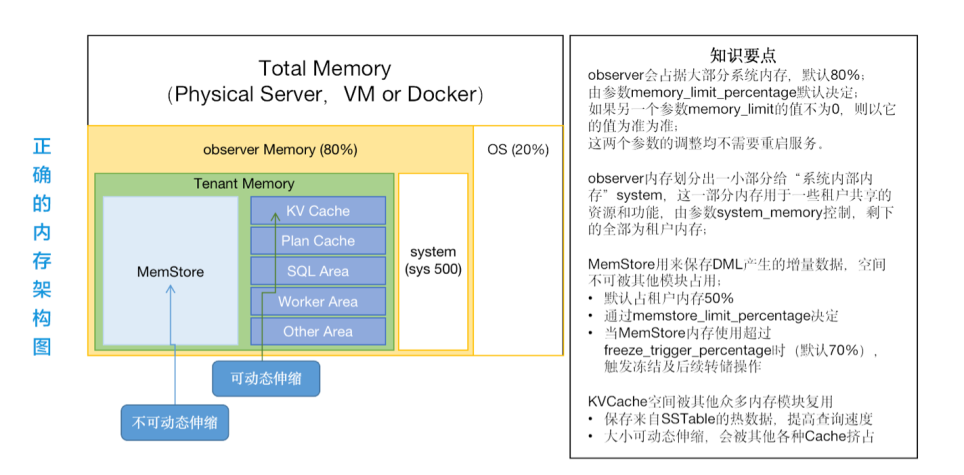 正确的内存架构图
Total Memory
(Physical Server，VM or Docker)
observer Memory (80%)
OS (20%)
Tenant Memory
MemStore
KV Cache
Plan Cache
SQL Area
Worker Area
Other Area
system
(sys 500)
可动态伸缩
不可动态伸缩
知识要点
observer会占据大部分系统内存，默认80%；
由参数memory_limit_percentage默认决定；
如果另一个参数memory_limit的值不为0，则以它
的值为准为准；
这两个参数的调整均不需要重启服务。
observer内存划分出一小部分给“系统内部内
存”system，这一部分内存用于一些租户共享的
资源和功能，由参数system_memory控制，剩下
的全部为租户内存；
MemStore用来保存DML产生的增量数据，空间
不可被其他模块占用；
• 默认占租户内存50%
• 通过memstore_limit_percentage决定
• 当MemStore内存使用超过
freeze_trigger_percentage时（默认70%），
触发冻结及后续转储操作
KVCache空间被其他众多内存模块复用
• 保存来自SSTable的热数据，提高查询速度
• 大小可动态伸缩，会被其他各种Cache挤占